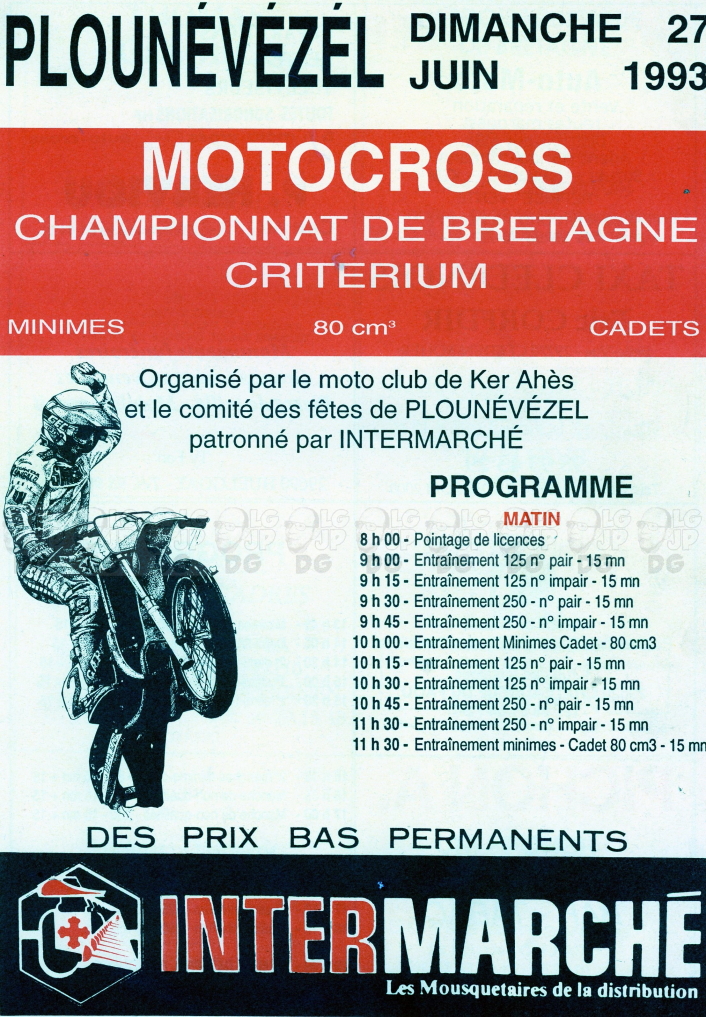 PLOUNÉVÉZÉL
DIMANCHE 27
JUIN 1993
MOTOCROSS
CHAMPIONNAT DE BRETAGNE
CRITERIUM
MINIMES 80 cm³ CADETS
Organisé par le moto club de Ker Ahès
et le comité des fêtes de PLOUNÉVÉZEL
patronné par INTERMARCHÉ
PROGRAMME
MATIN
8 h 00 - Pointage de licences
9 h 00 - Entraînement 125 n° pair - 15 mn
9 h 15 - Entraînement 125 n° impair - 15 mn
9 h 30 - Entraînement 250 - n° pair - 15 mn
9 h 45 - Entraînement 250 - n° impair - 15 mn
10 h 00 - Entraînement Minimes Cadet - 80 cm3
10 h 15 - Entraînement 125 n° pair - 15 mn
10 h 30 - Entraînement 125 n° impair - 15 mn
10 h 45 - Entraînement 250 - n° pair - 15 mn
11 h 30 - Entraînement 250 - n° impair - 15 mn
11 h 30 - Entraînement minimes - Cadet 80 cm3 - 15 mn
DES PRIX BAS PERMANENTS
INTERMARCHÉ
Les Mousquetaires de la distribution